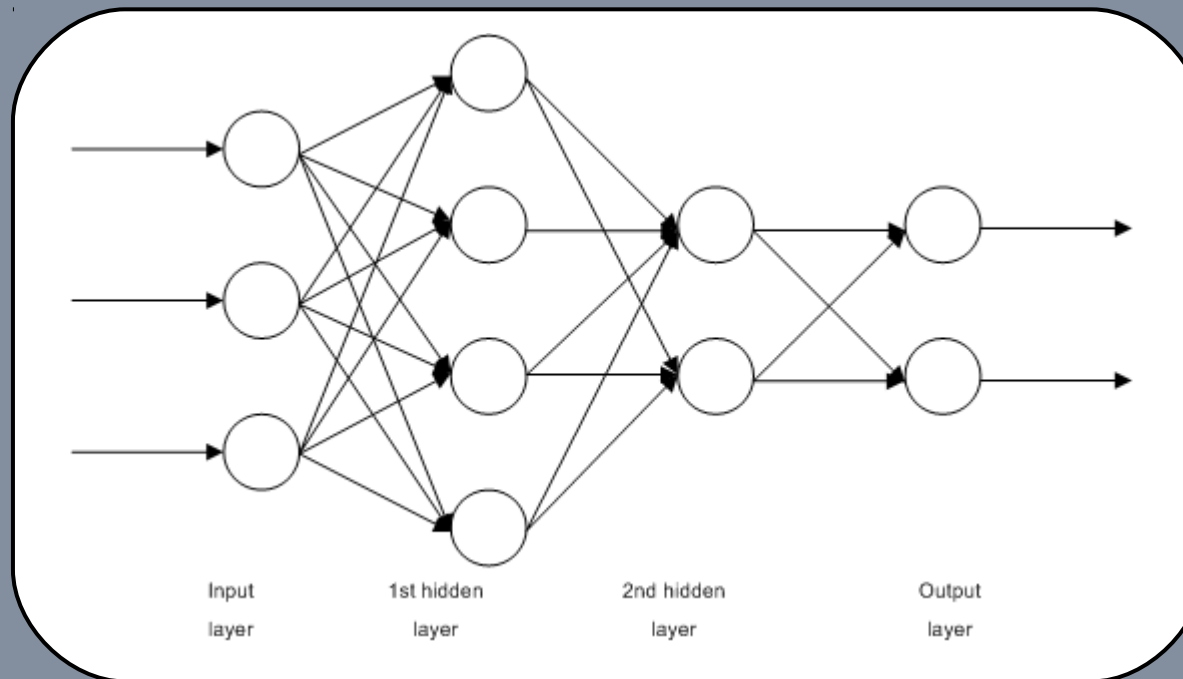 Input
layer
1st hidden
layer
2nd hidden
layer
Output
layer